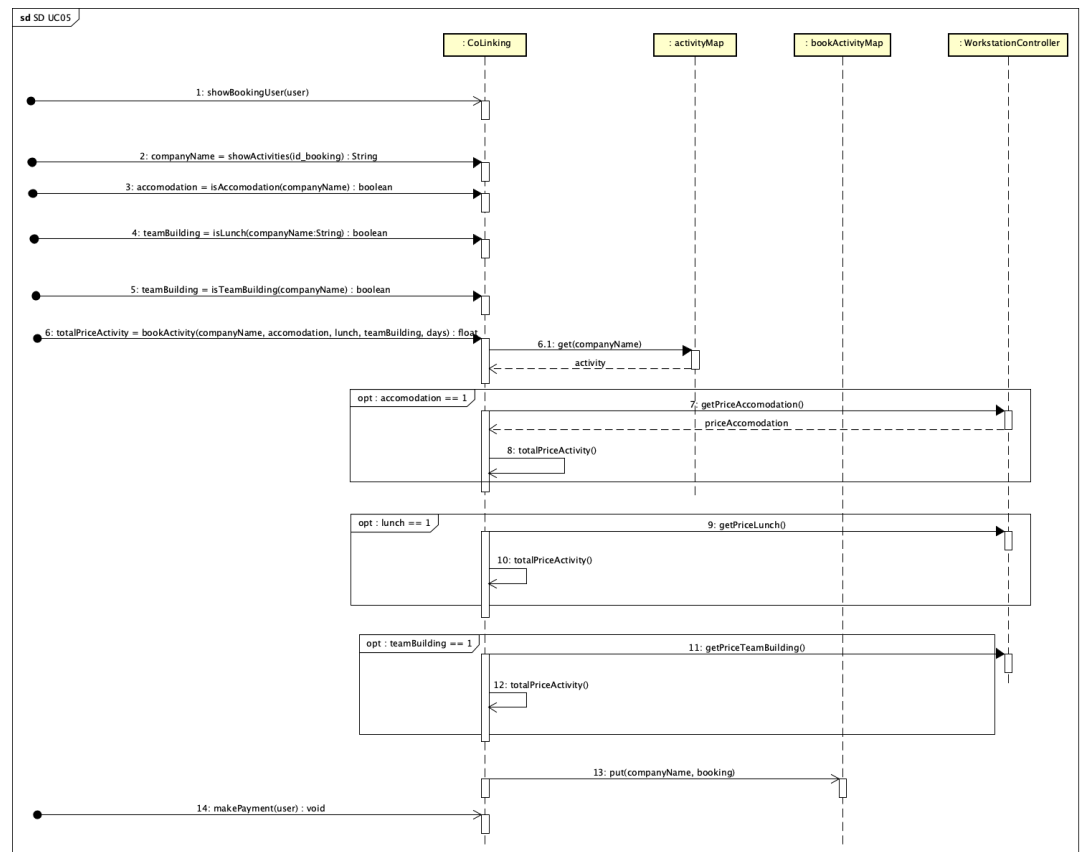 sd SD UC05
: CoLinking
: activityMap
: bookActivityMap
: WorkstationController
1: showBookingUser(user)
2: companyName = showActivities(id_booking) : String
3: accomodation = isAccomodation(companyName) : boolean
4: teamBuilding = isLunch(companyName:String) : boolean
5: teamBuilding = isTeamBuilding(companyName) : boolean
6: totalPriceActivity = bookActivity(companyName, accomodation, lunch, teamBuilding, days) : float
6.1: get(companyName)
activity
opt : accomodation == 1
7: getPriceAccomodation()
priceAccomodation
8: totalPriceActivity()
opt : lunch == 1
9: getPriceLunch()
10: totalPriceActivity()
opt : teamBuilding == 1
11: getPriceTeamBuilding()
12: totalPriceActivity()
13: put(companyName, booking)
14: makePayment(user) : void